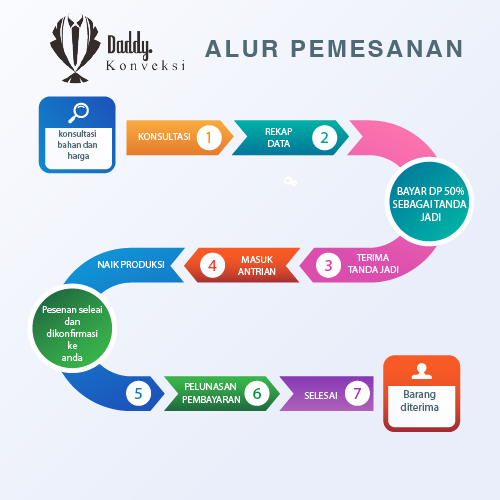 Daddy.
Konveksi
ALUR PEMESANAN
konsultasi
bahan dan
harga
KONSULTASI
1
REKAP
DATA
2
BAYAR DP 50%
SEBAGAI TANDA
JADI
TERIMA
TANDA JADI
3
MASUK
ANTRIAN
4
NAIK PRODUKSI
Pesenan seleai
dan
dikonfirmasi
ke
anda
5
PELUNASAN
PEMBAYARAN
6
SELESAI
7
Barang
diterima